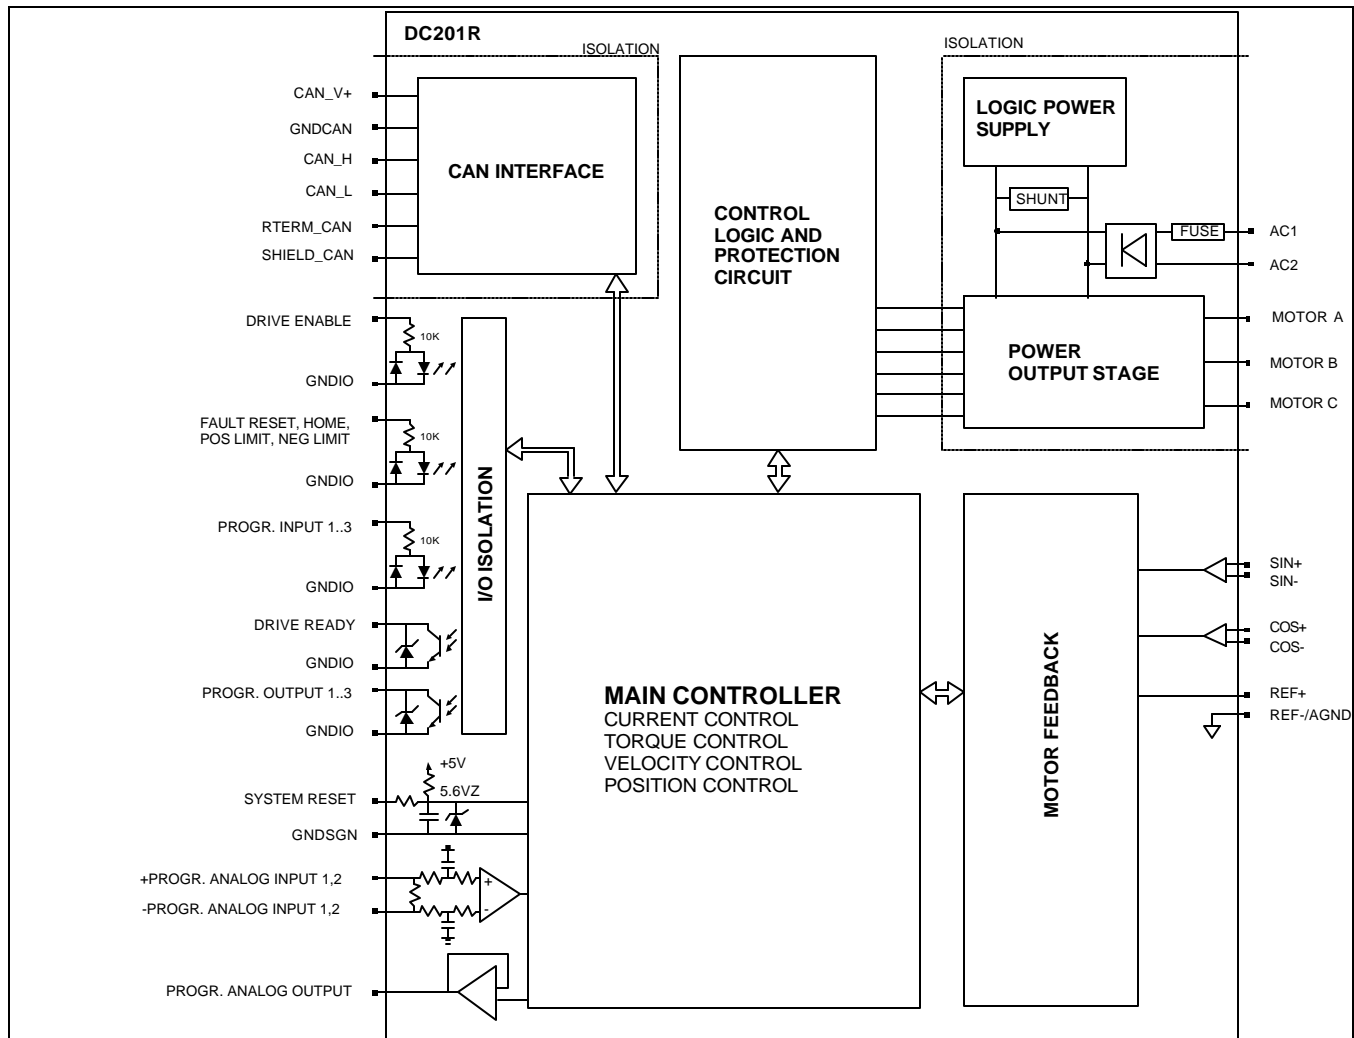 DC201R
ISOLATION
ISOLATION
CAN_V+
GNDCAN
CAN_H
CAN_L
RTERM_CAN
SHIELD_CAN
CAN INTERFACE
CONTROL
LOGIC AND
PROTECTION
CIRCUIT
LOGIC POWER
SUPPLY
SHUNT
FUSE
AC1
AC2
POWER
OUTPUT STAGE
MOTOR A
MOTOR B
MOTOR C
DRIVE ENABLE
10K
GNDIO
FAULT RESET, HOME,
POS LIMIT, NEG LIMIT
10K
GNDIO
PROGR. INPUT 1..3
10K
GNDIO
DRIVE READY
GNDIO
PROGR. OUTPUT 1..3
GNDIO
I/O ISOLATION
SYSTEM RESET
+5V
5.6VZ
GNDSGN
+PROGR. ANALOG INPUT 1,2
-PROGR. ANALOG INPUT 1,2
+
-
PROGR. ANALOG OUTPUT
MAIN CONTROLLER
CURRENT CONTROL
TORQUE CONTROL
VELOCITY CONTROL
POSITION CONTROL
MOTOR FEEDBACK
SIN+
SIN-
COS+
COS-
REF+
REF-/AGND